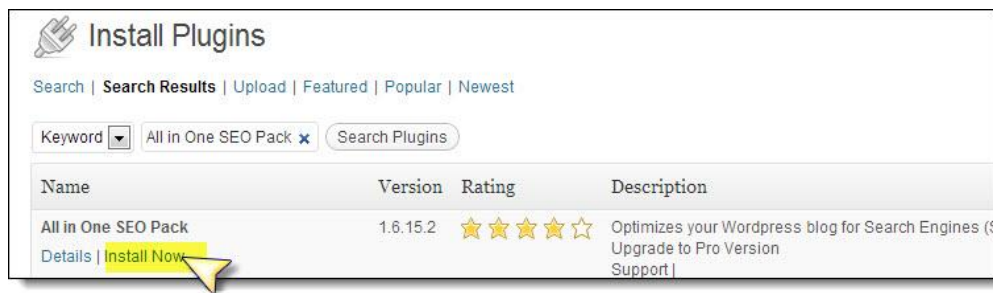 Install Plugins
Search | Search Results | Upload | Featured | Popular | Newest
Keyword All in One SEO Pack x Search Plugins
Name Version Rating Description
All in One SEO Pack 1.6.15.2 Optimizes your Wordpress blog for Search Engines (
Details | Install Now Upgrade to Pro Version
Support |